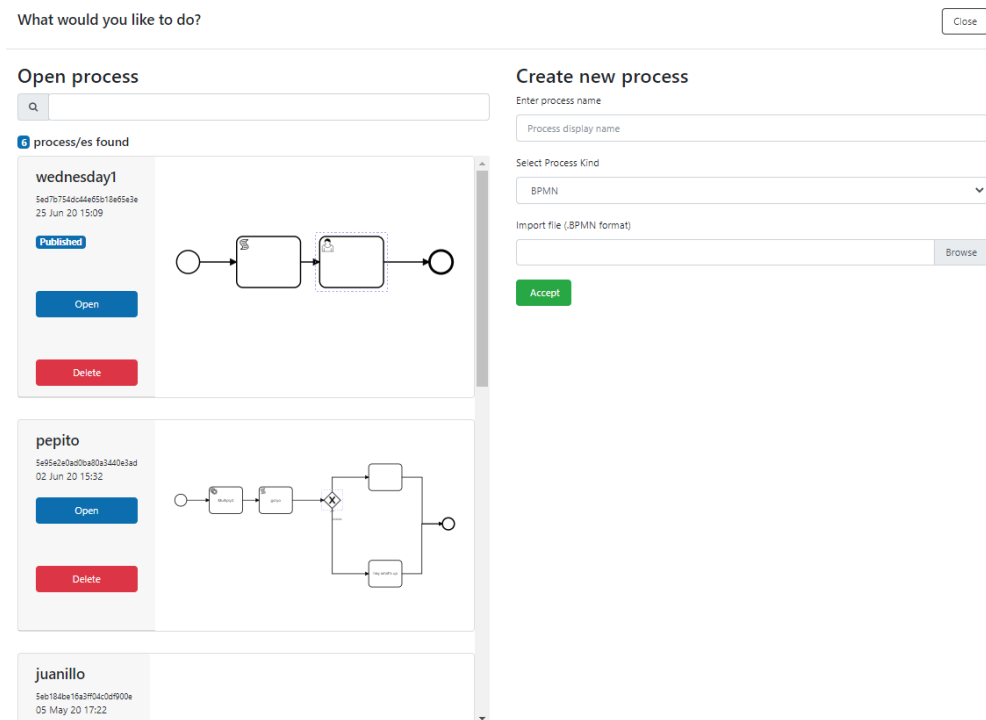 What would you like to do?
Close
Open process
6 process/es found
wednesday1
5ed7b754dc44e65b18e65e3e
25 Jun 20 15:09
Published
Open
Delete
pepito
5e95e2e0ad0ba80a3440e3ad
02 Jun 20 15:32
Open
Delete
juanillo
5eb184be16a3ff04c0df900e
05 May 20 17:22
Create new process
Enter process name
Process display name
Select Process Kind
BPMN
Import file (.BPMN format)
Browse
Accept